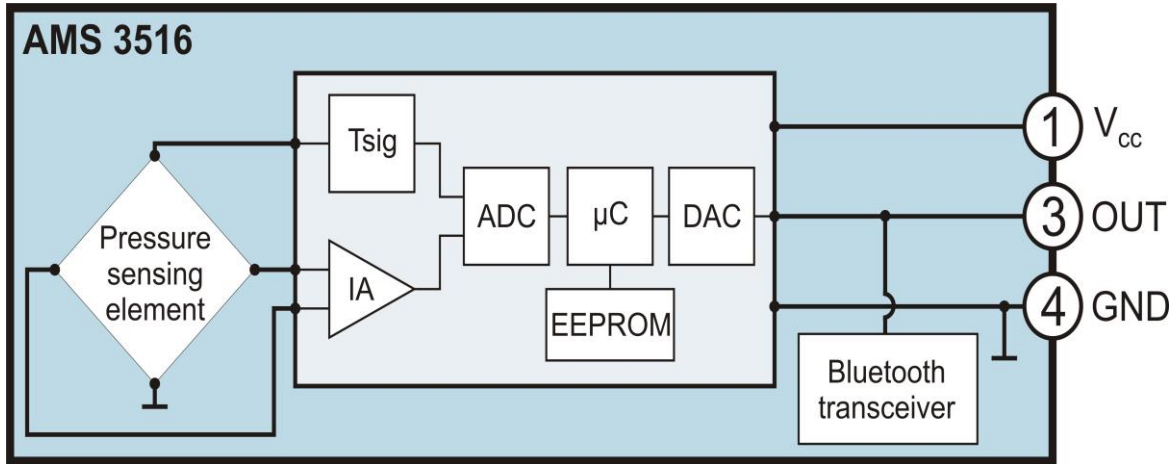 AMS 3516
Tsig
ADC
µC
DAC
IA
EEPROM
Pressure
sensing
element
Bluetooth
transceiver
1 Vcc
3 OUT
4 GND